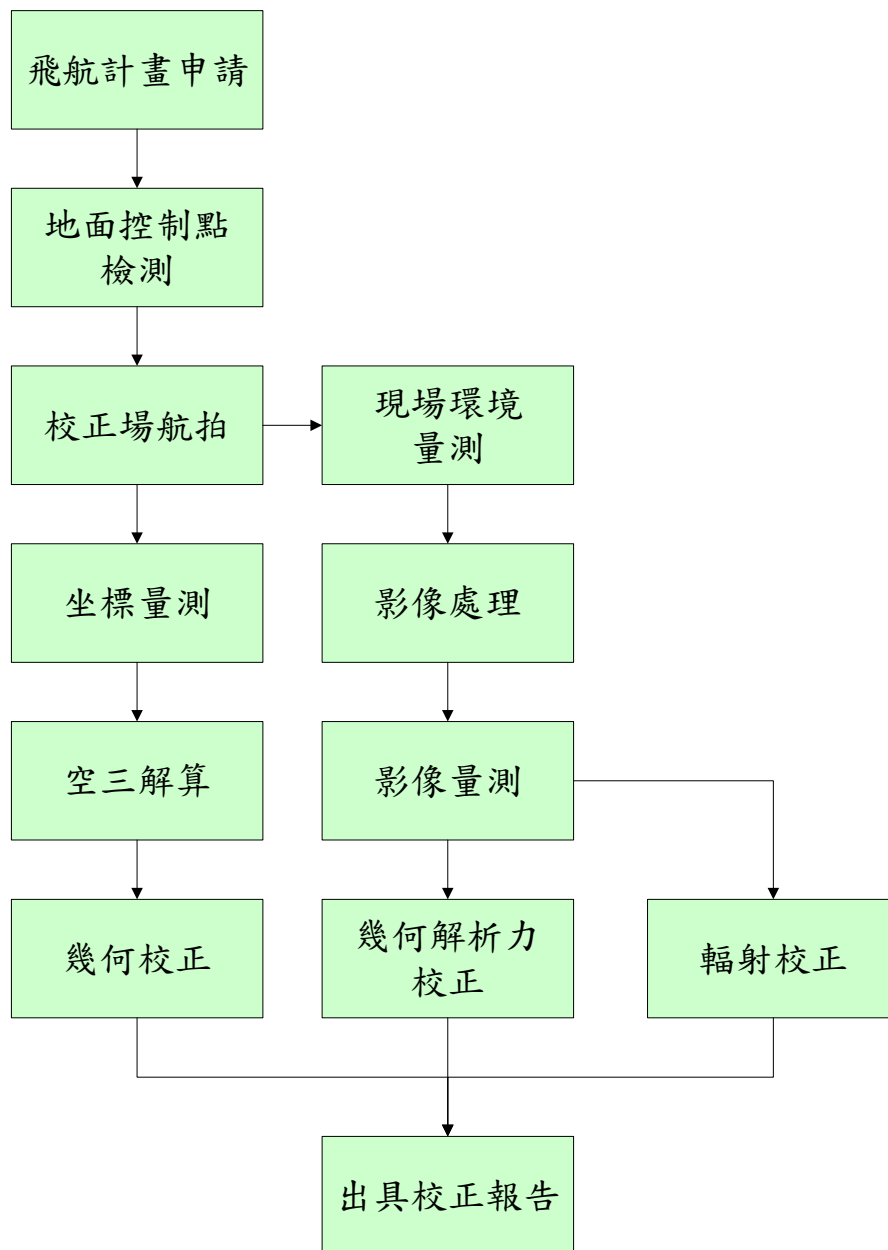 飛航計畫申請
地面控制點
檢測
校正場航拍
現場環境
量測
坐標量測
影像處理
空三解算
影像量測
幾何校正
幾何解析力
校正
輻射校正
出具校正報告